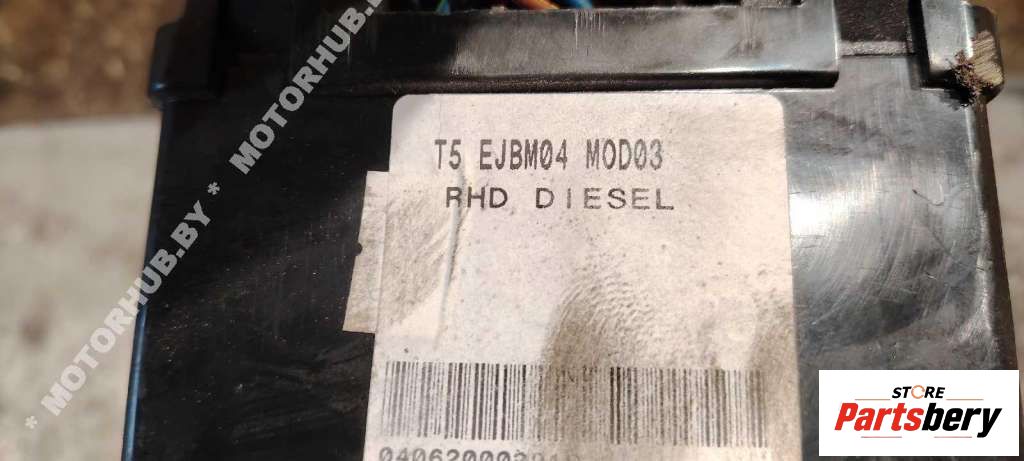 T5 EJBM04 MOD03
RHD DIESEL
* MOTORHUB.BY * MOTORHUB.BY
STORE
Partsbery